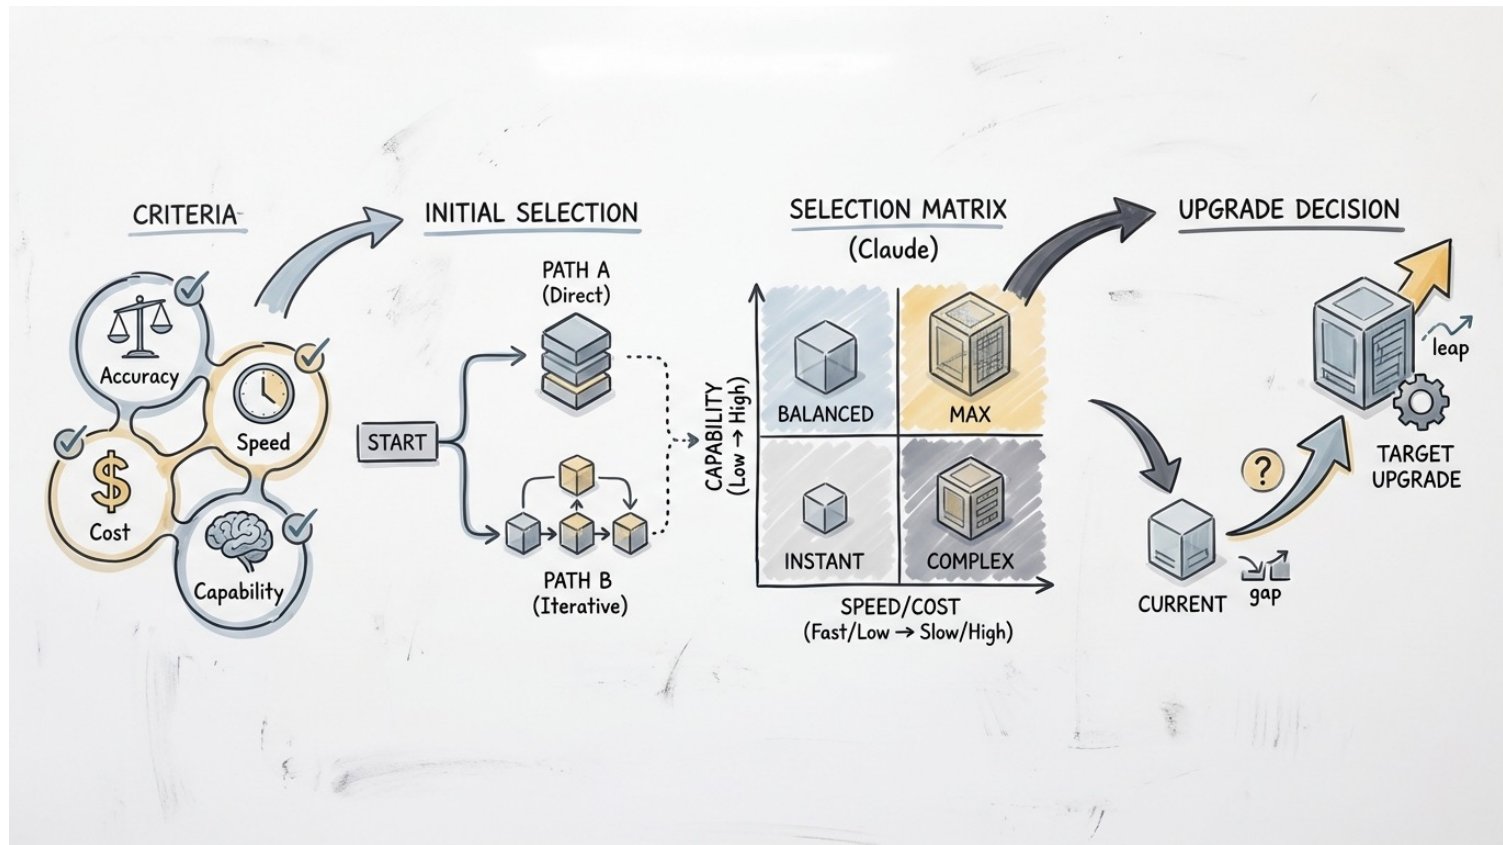 CRITERIA
Accuracy
Speed
$
Cost
Capability
INITIAL SELECTION
PATH A
(Direct)
START
PATH B
(Iterative)
SELECTION MATRIX
(Claude)
CAPABILITY
(Low → High)
BALANCED
MAX
INSTANT
COMPLEX
SPEED/COST
(Fast/Low → Slow/High)
UPGRADE DECISION
leap
?
TARGET
UPGRADE
CURRENT
gap